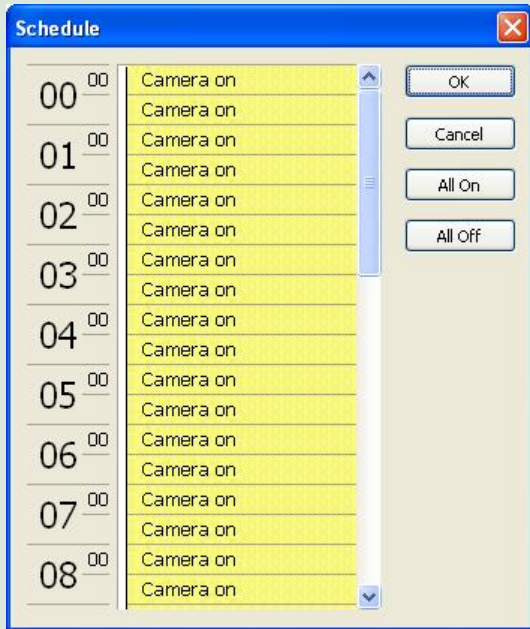 Schedule
00 00 Camera on
Camera on
01 00 Camera on
Camera on
02 00 Camera on
Camera on
03 00 Camera on
Camera on
04 00 Camera on
Camera on
05 00 Camera on
Camera on
06 00 Camera on
Camera on
07 00 Camera on
Camera on
08 00 Camera on
Camera on
OK
Cancel
All On
All Off